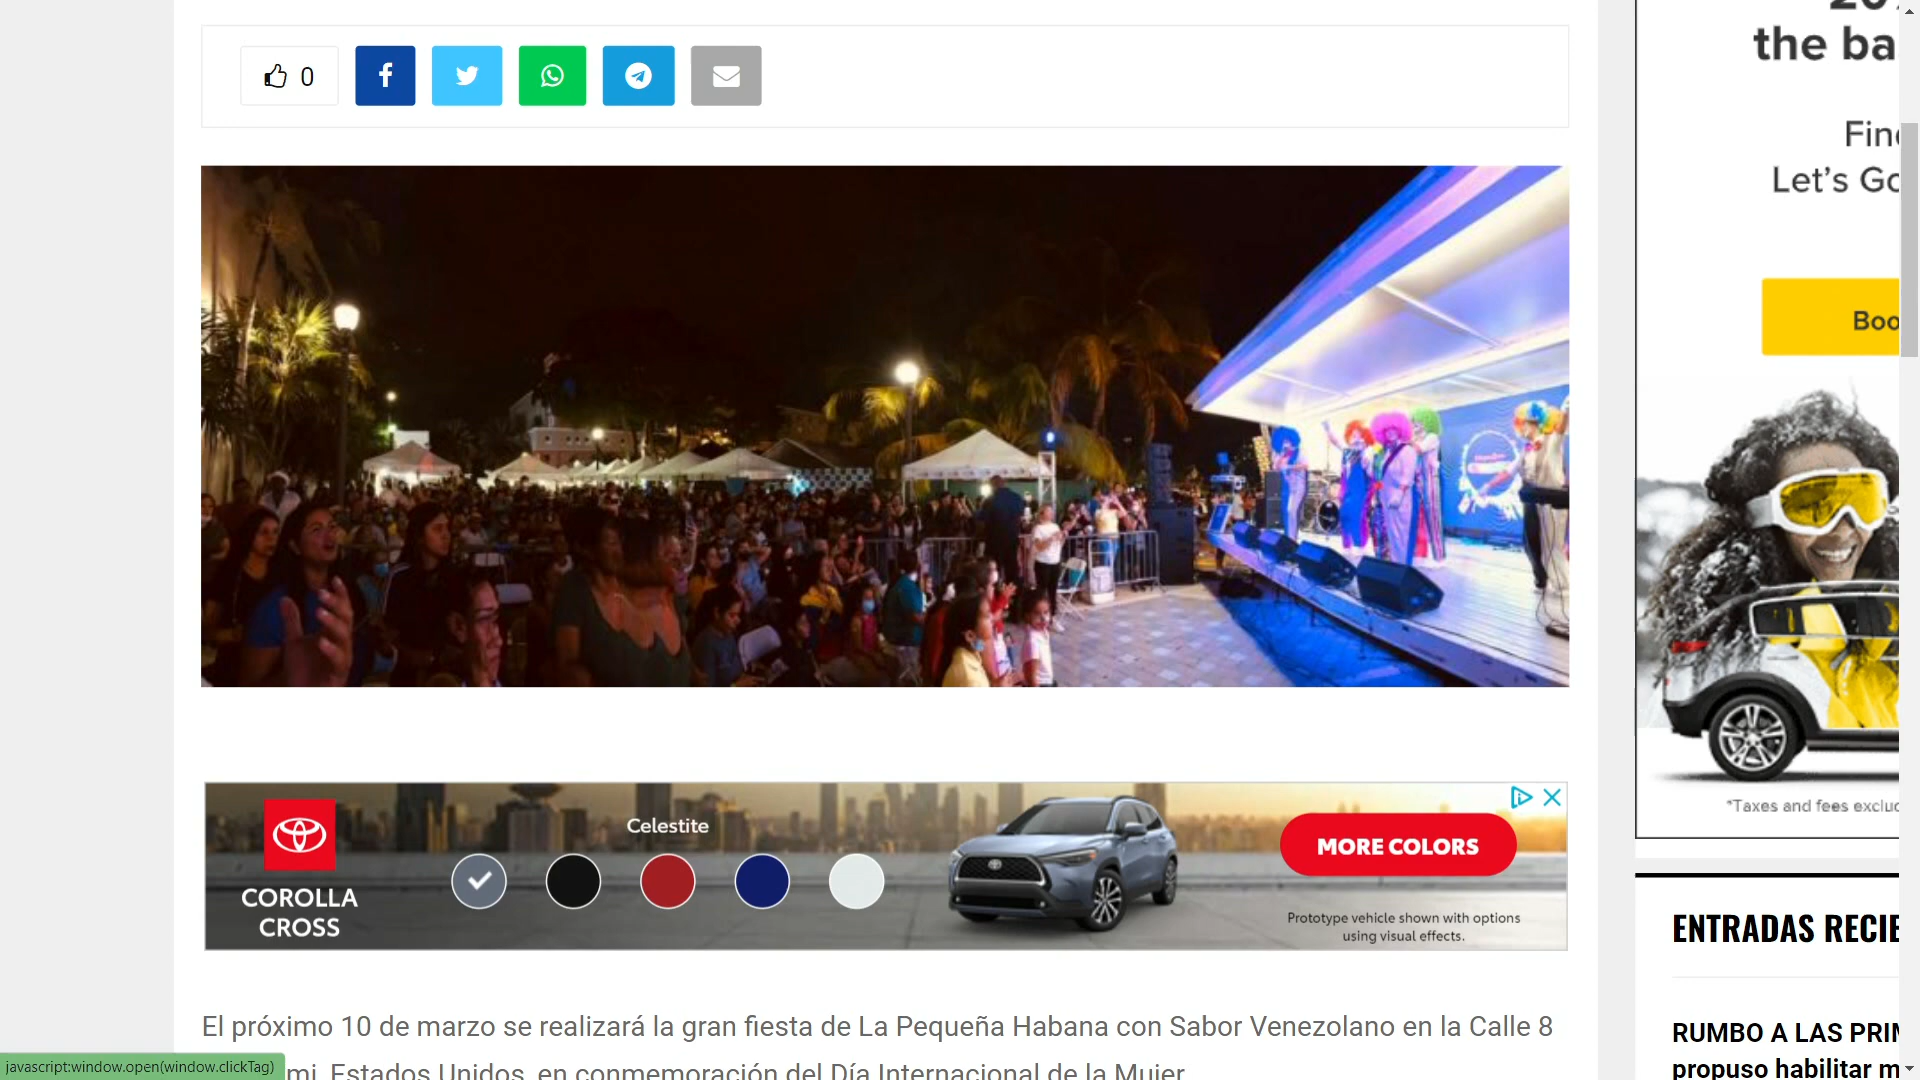 0
the ba
Let's Go
Boo
*Taxes and fees exclu
Celestite
COROLLA
CROSS
MORE COLORS
Prototype vehicle shown with options
using visual effects.
ENTRADAS RECIE
El próximo 10 de marzo se realizará la gran fiesta de La Pequeña Habana con Sabor Venezolano en la Calle 8
mi, Estados Unidos, en conmemoración del Día Internacional de la Mujer
RUMBO A LAS PRIM
propuso habilitar m
javascript:window.open(window.clickTag)